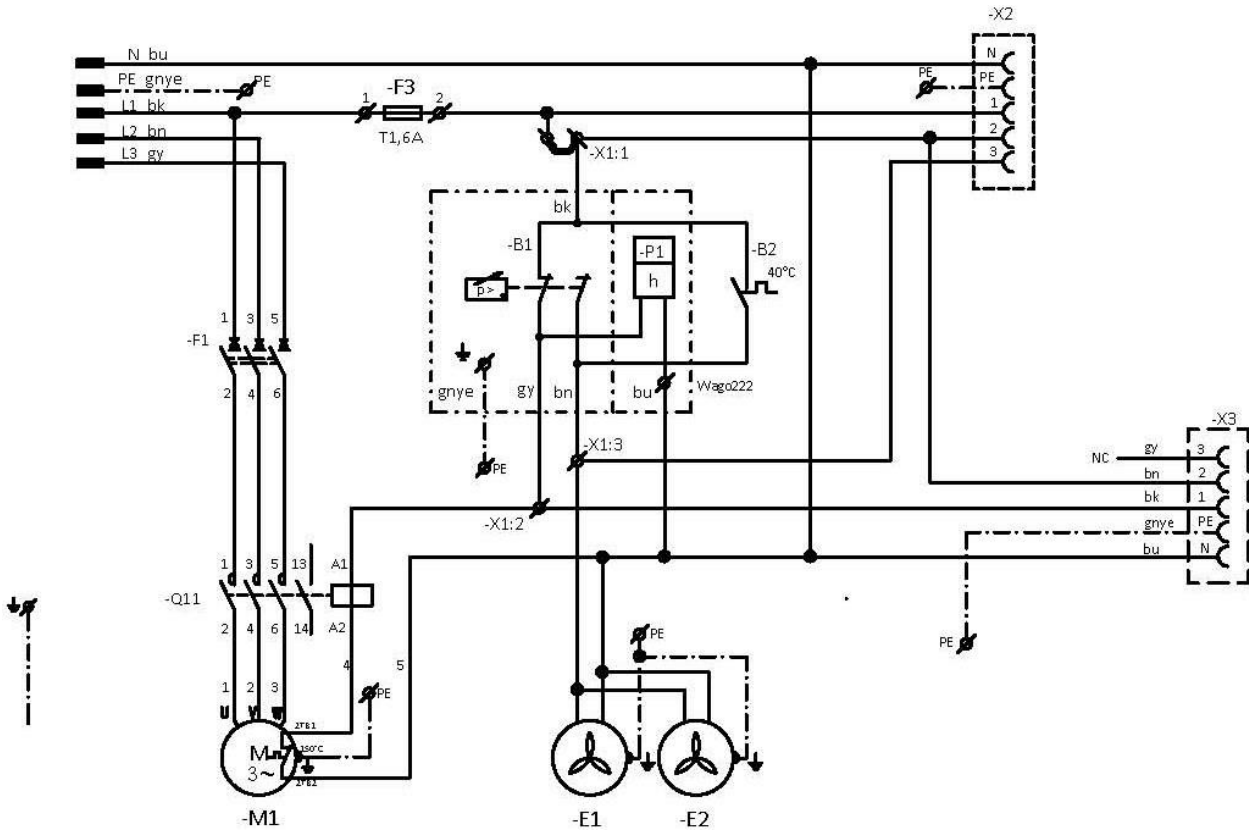 -X2
N bu
N
PE gnye
PE
PE
PE
L1 bk
1
-F3
2
1
T1,6A
L2 bn
2
-X1:1
L3 gy
3
bk
-B1
-P1
-B2
40°C
h
p>
1
3
5
-F1
2
4
6
gnye
gy
bn
bu
Wago222
-X3
-X1:3
NC
gy
3
PE
bn
2
bk
1
-X1:2
gnye
PE
bu
N
1
3
5
13
A1
-Q11
2
4
6
14
A2
PE
PE
4
5
1
2
3
PE
U
V
W
2TB1
M
150°C
3~
2TB2
-M1
-E1
-E2